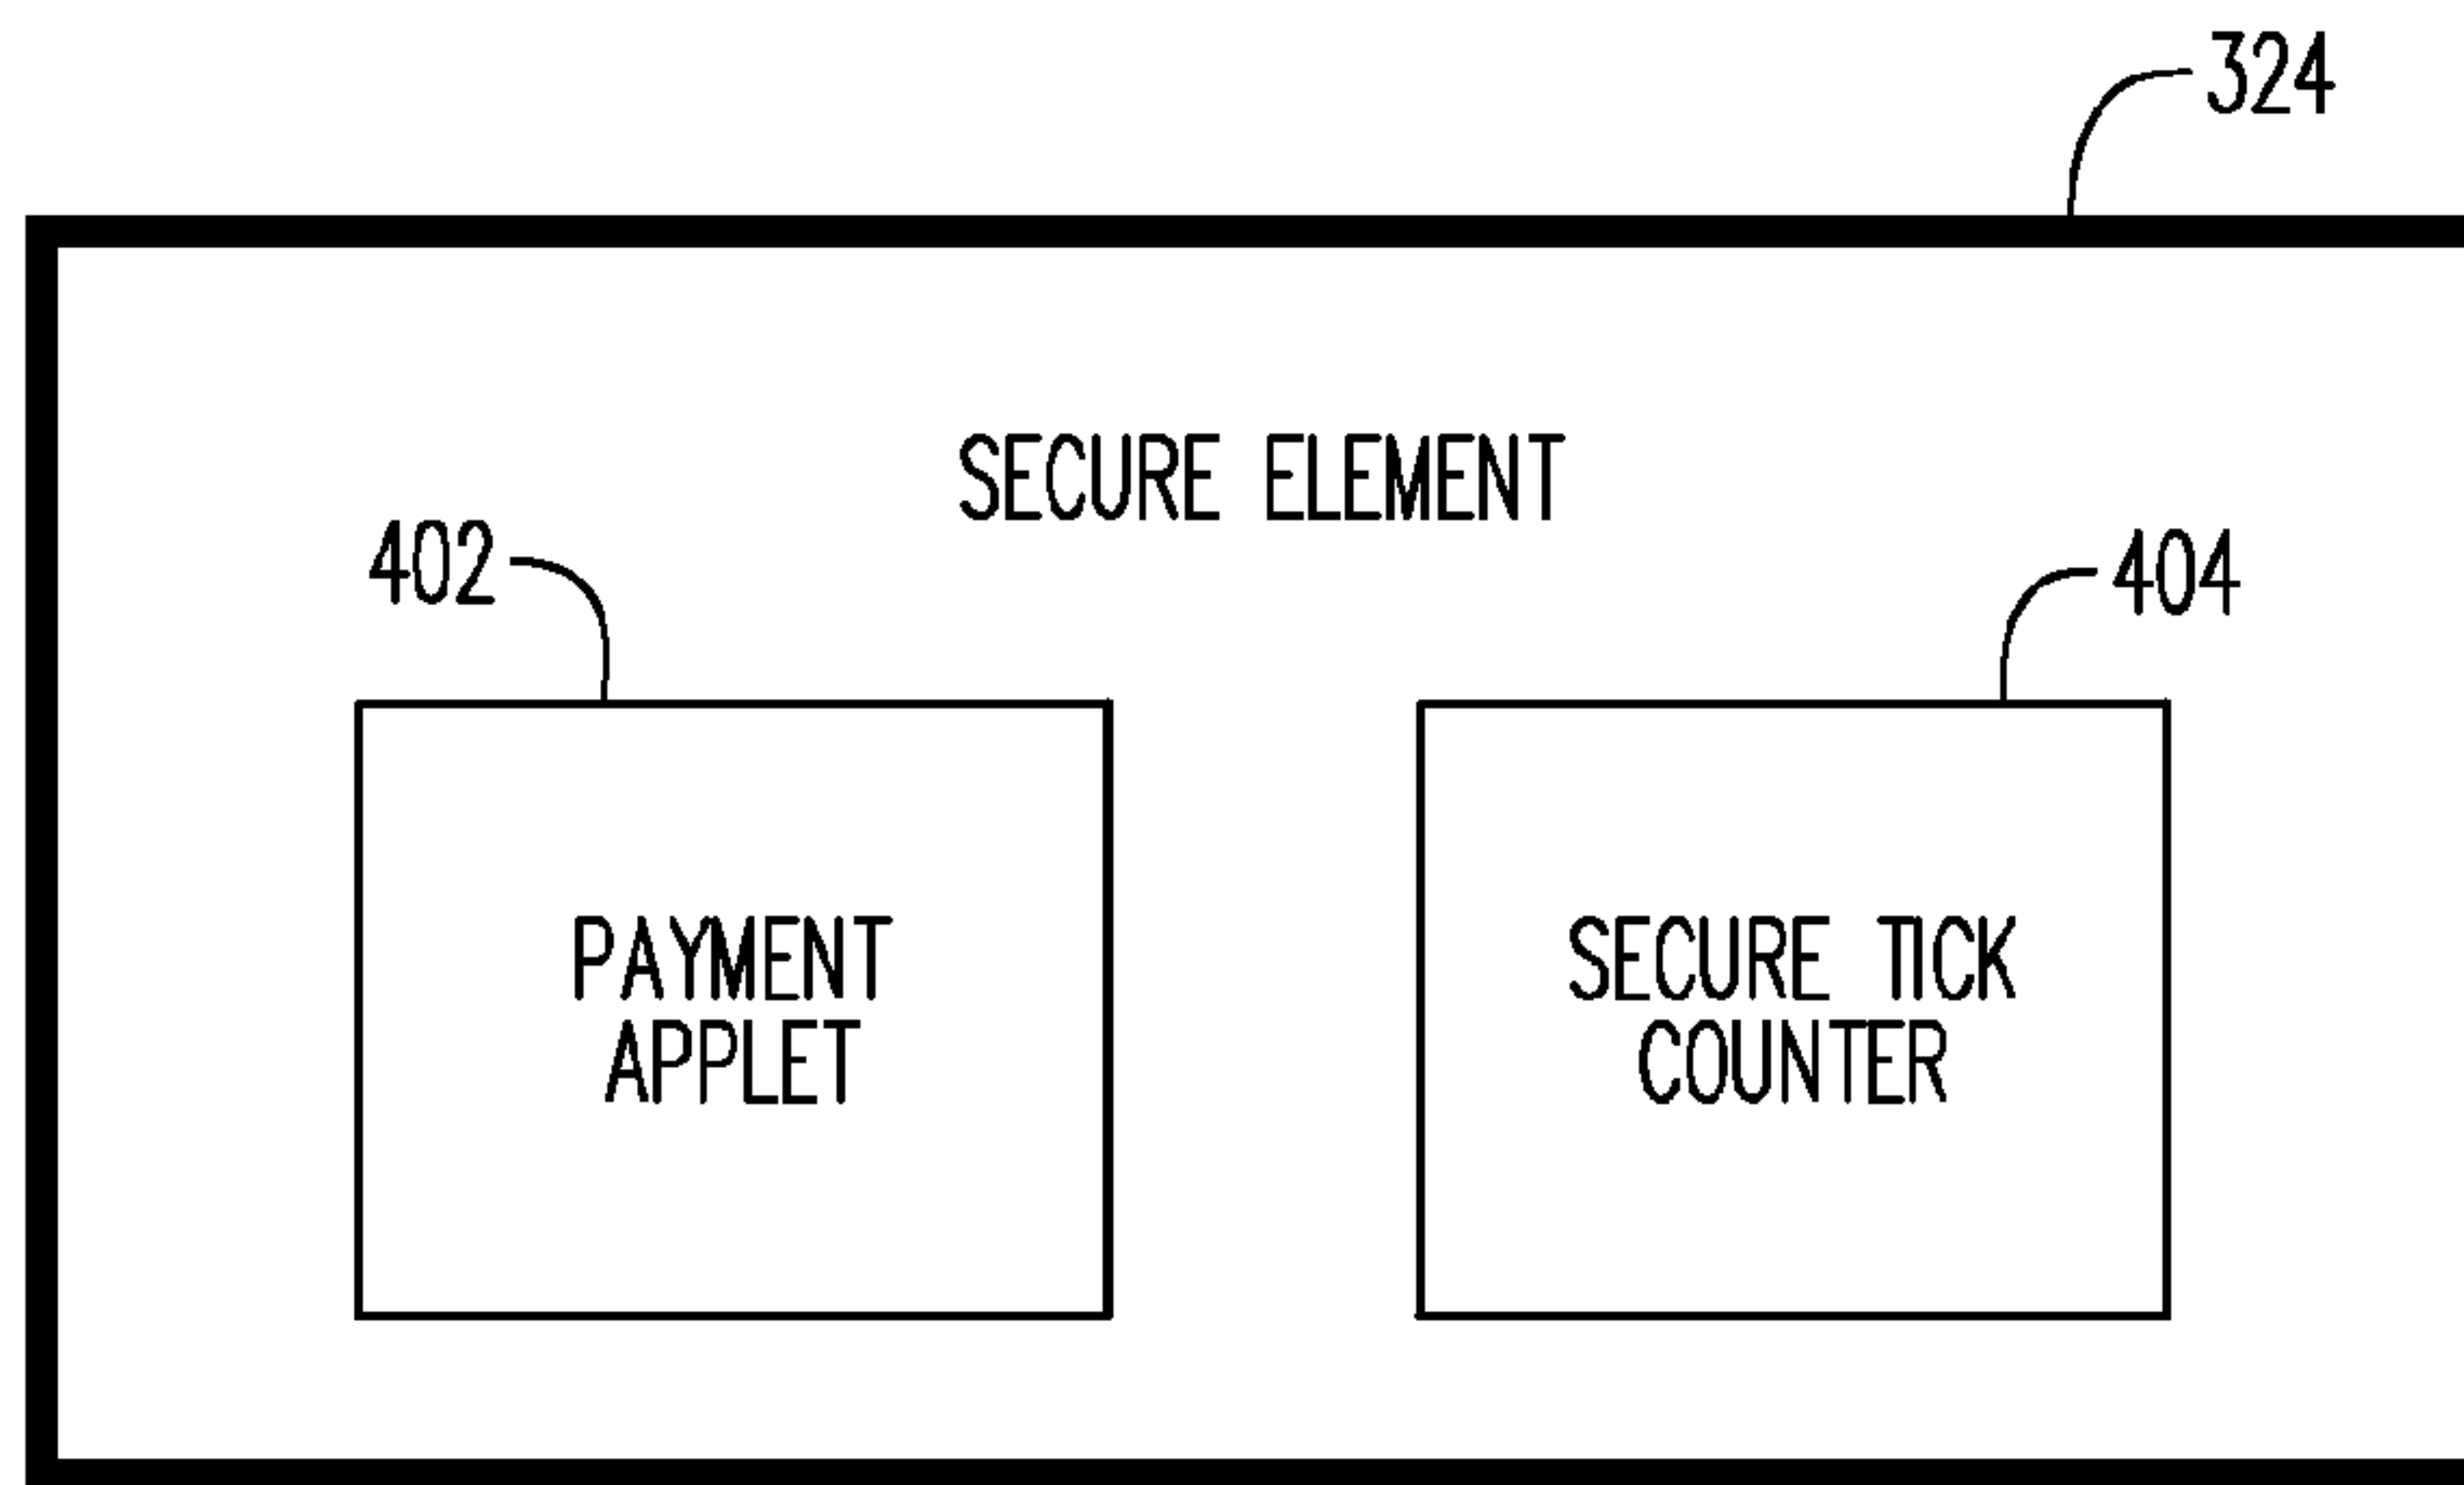 324
SECURE ELEMENT
402
404
PAYMENT
APPLET
SECURE TICK
COUNTER